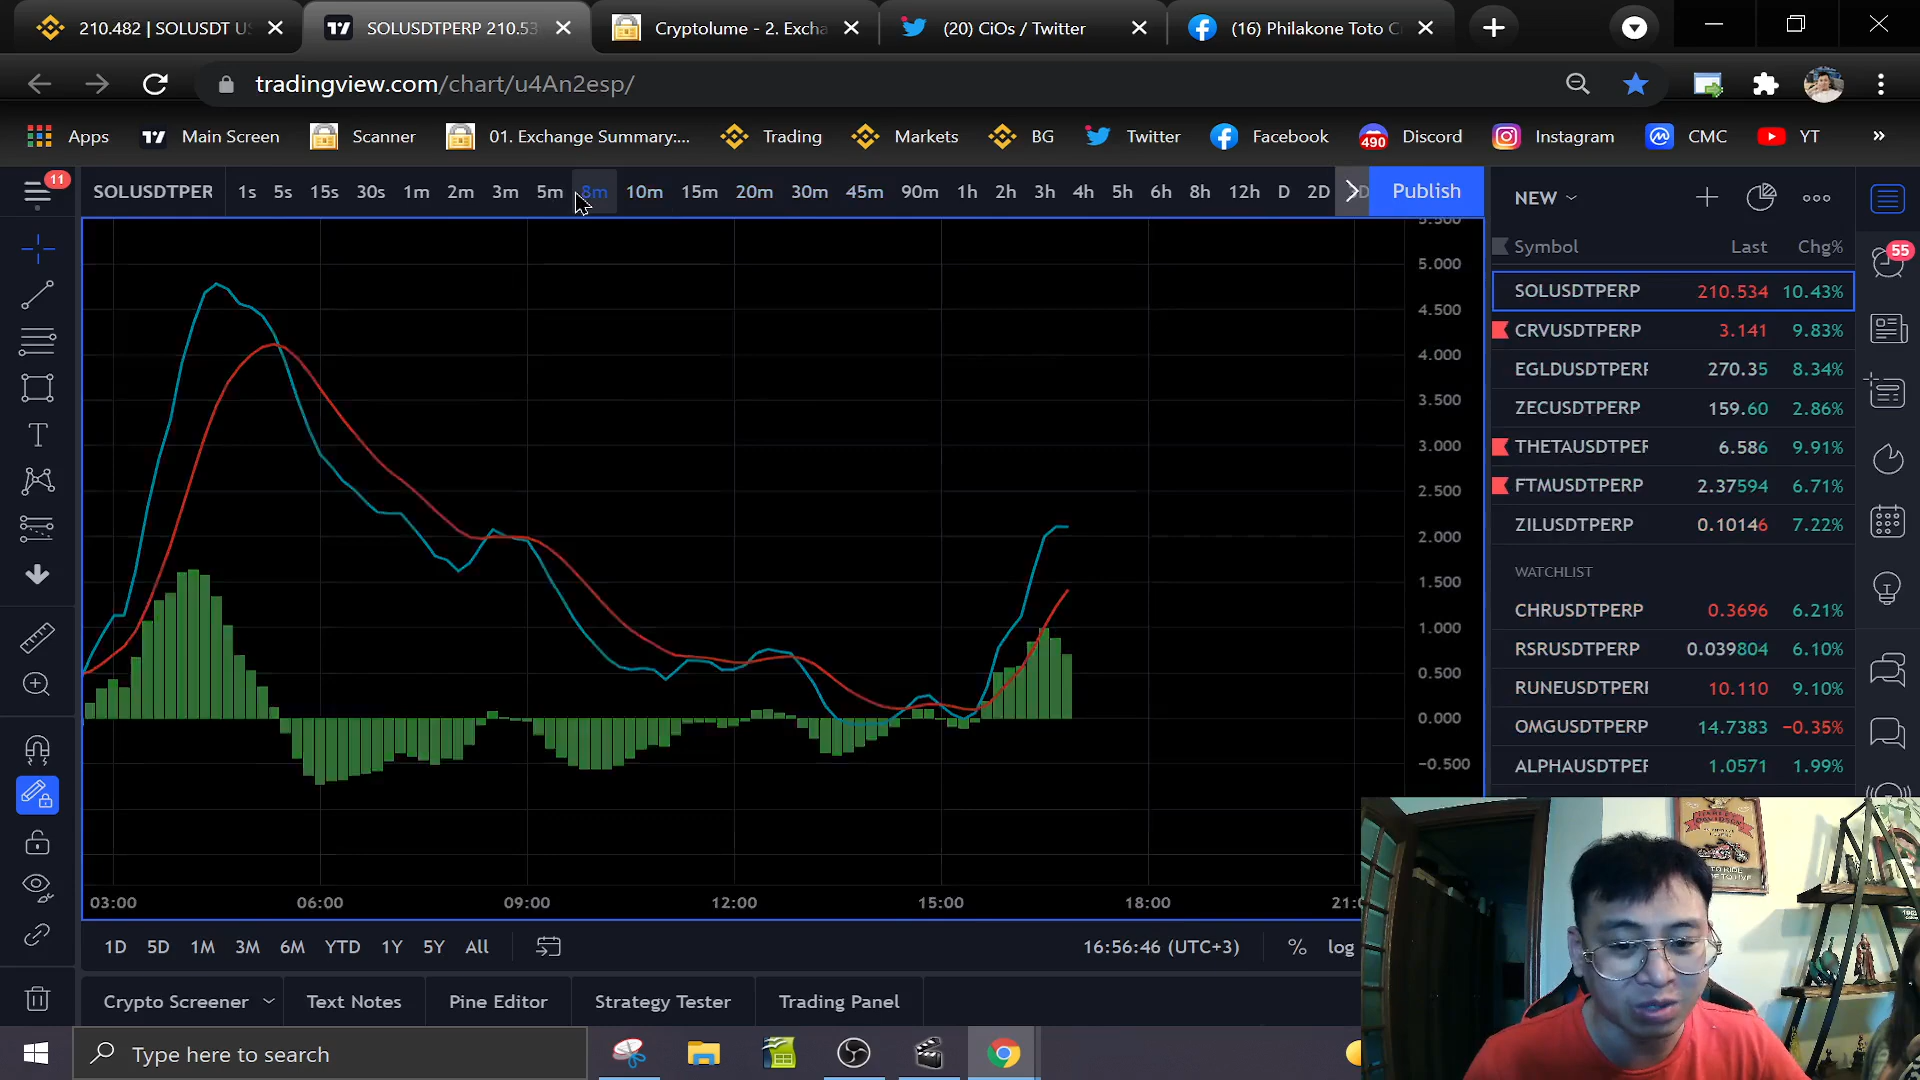 210.482 | SOLUSDT U
SOLUSDTPERP 210.53
Cryptolume - 2. Excha
(20) CiOs / Twitter
(16) Philakone Toto C
tradingview.com/chart/u4An2esp/
Apps
Main Screen
Scanner
01. Exchange Summary:...
Trading
Markets
BG
Twitter
Facebook
490
Discord
Instagram
CMC
YT
»
11
SOLUSDTPER
1s 5s 15s 30s 1m 2m 3m 5m 8m 10m 15m 20m 30m 45m 90m 1h 2h 3h 4h 5h 6h 8h 12h D 2D
Publish
NEW
Symbol Last Chg%
55
SOLUSDTPERP 210.534 10.43%
CRVUSDTPERP 3.141 9.83%
EGLDUSDTPERP 270.35 8.34%
ZECUSDTPERP 159.60 2.86%
THETAUSDTPER 6.586 9.91%
FTMUSDTPERP 2.37594 6.71%
ZILUSDTPERP 0.10146 7.22%
WATCHLIST
CHRUSDTPERP 0.3696 6.21%
RSRUSDTPERP 0.039804 6.10%
RUNEUSDTPERP 10.110 9.10%
OMGUSDTPERP 14.7383 −0.35%
ALPHAUSDTPER 1.0571 1.99%
5.500
5.000
4.500
4.000
3.500
3.000
2.500
2.000
1.500
1.000
0.500
0.000
−0.500
03:00 06:00 09:00 12:00 15:00 18:00 21:0
1D 5D 1M 3M 6M YTD 1Y 5Y All
16:56:46 (UTC+3) % log
Crypto Screener
Text Notes
Pine Editor
Strategy Tester
Trading Panel
Type here to search